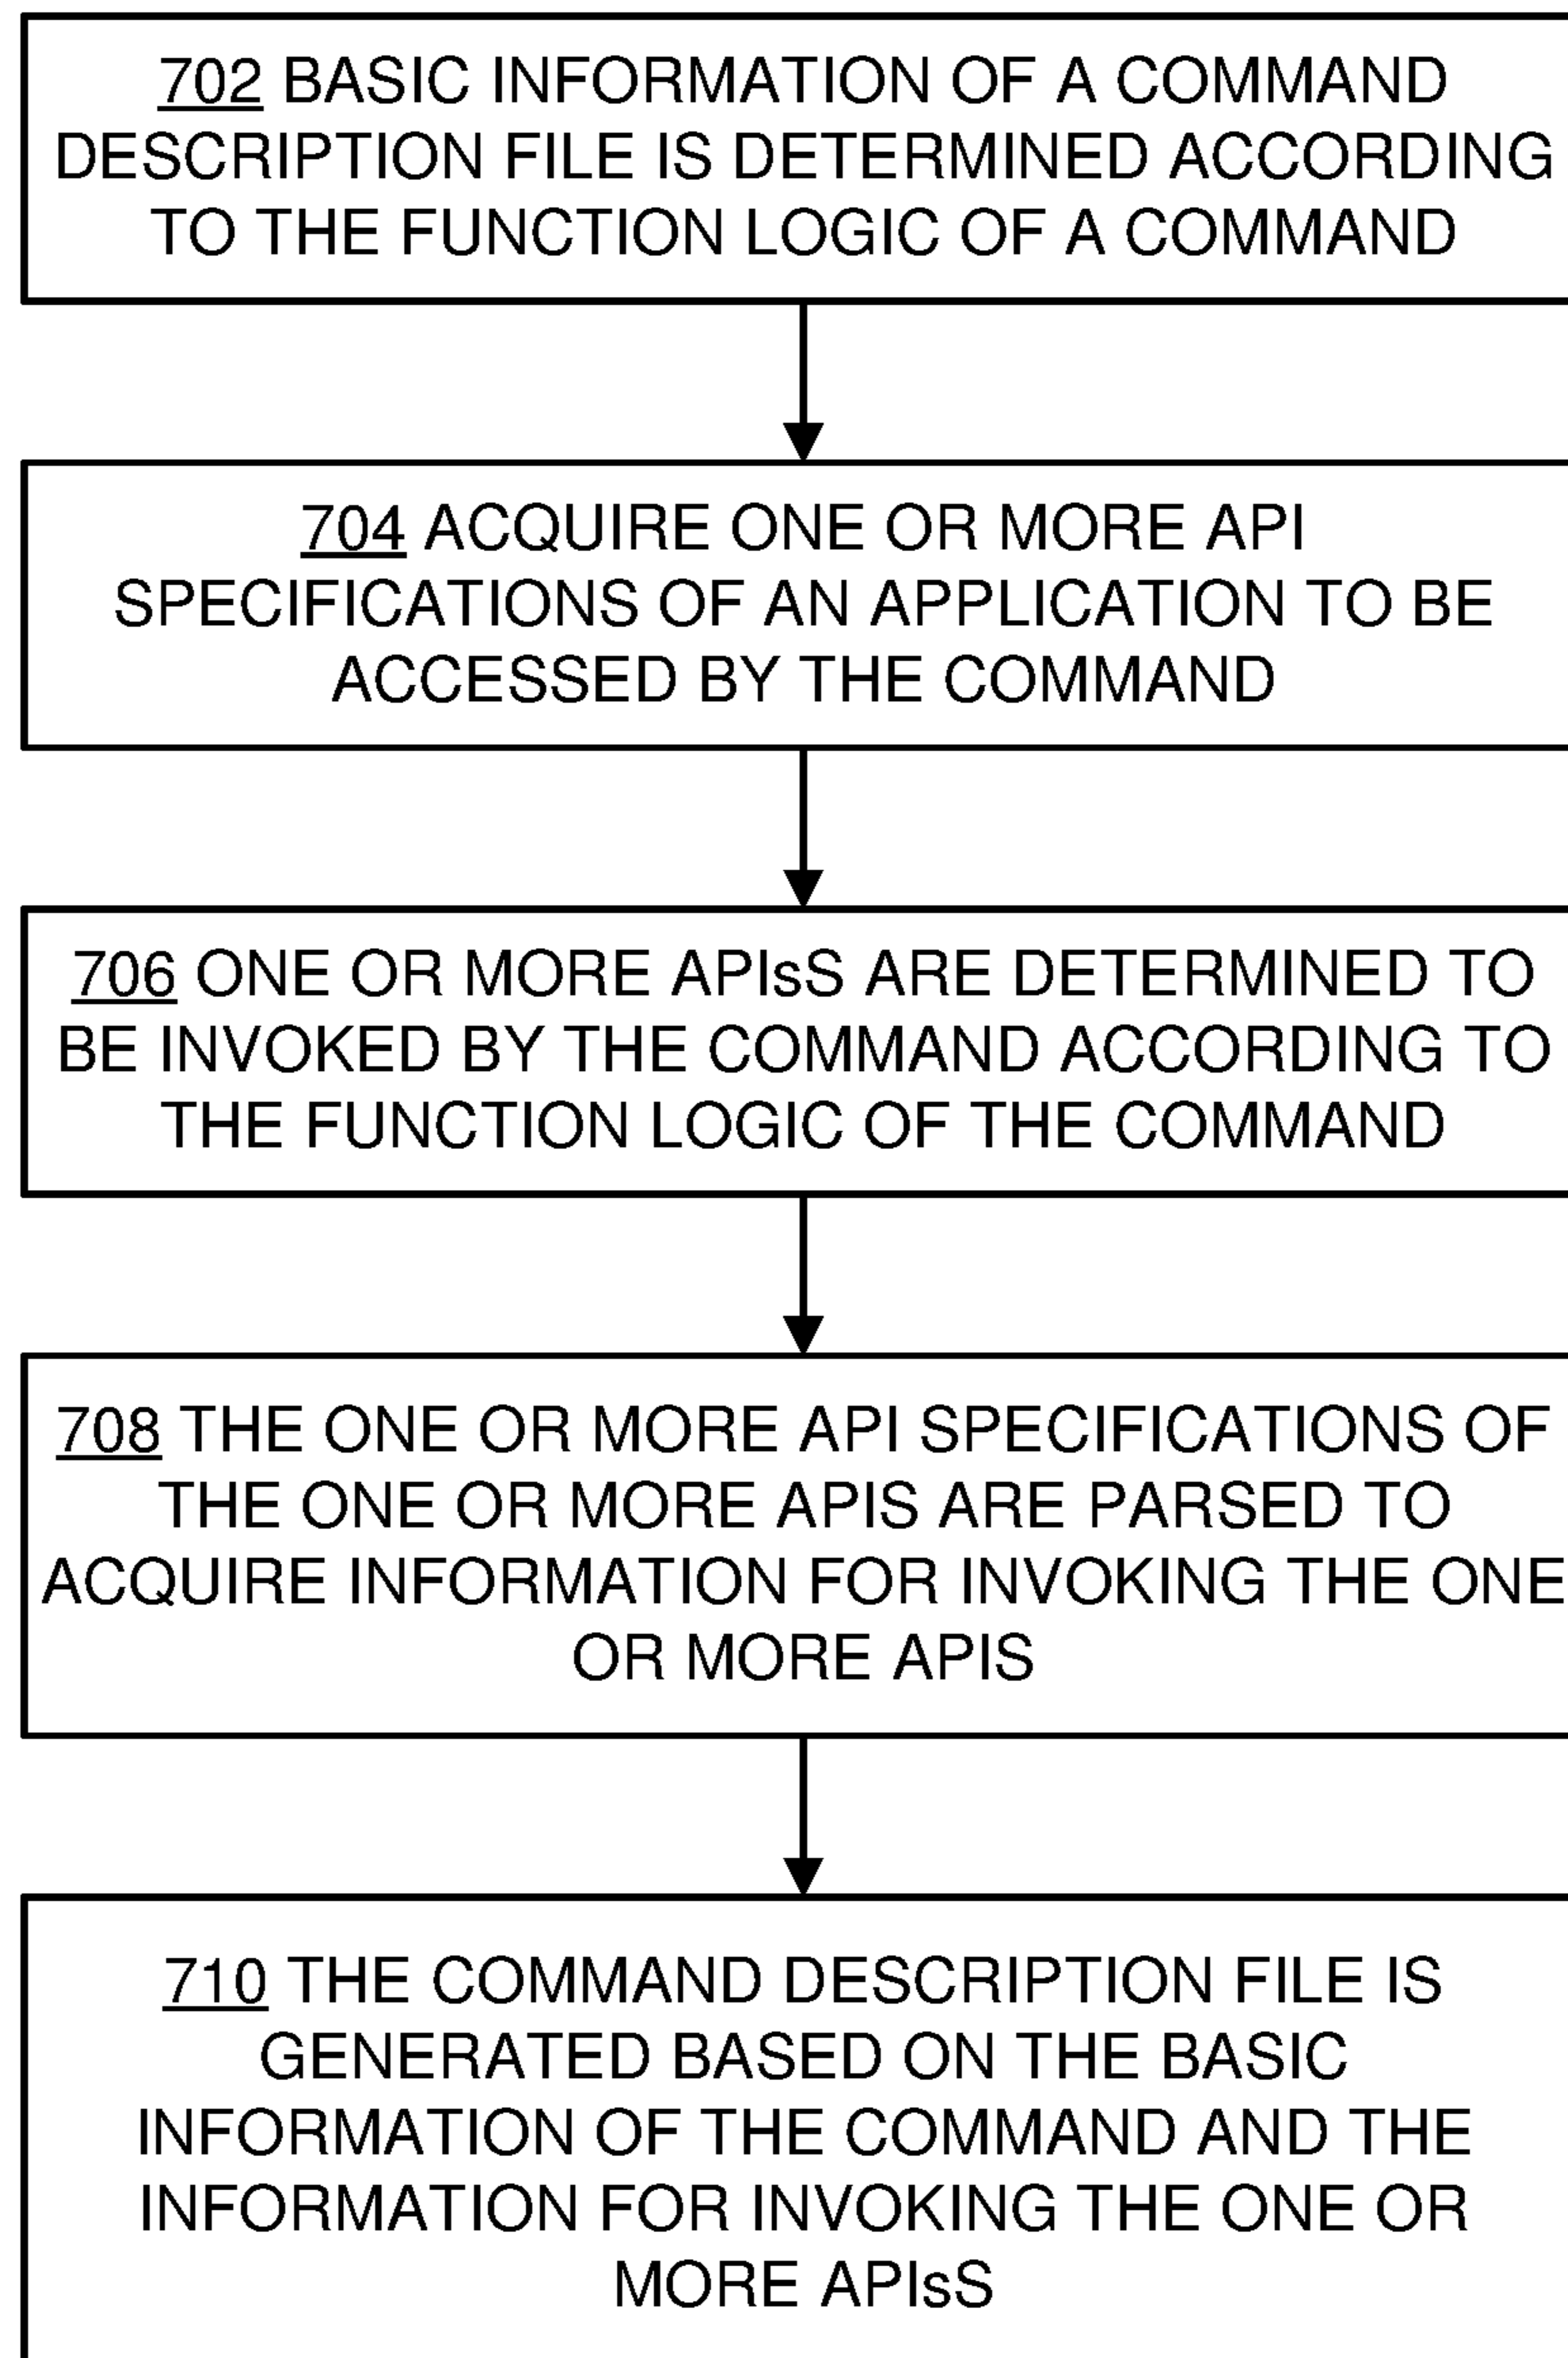 702 BASIC INFORMATION OF A COMMAND
DESCRIPTION FILE IS DETERMINED ACCORDING
TO THE FUNCTION LOGIC OF A COMMAND
704 ACQUIRE ONE OR MORE API
SPECIFICATIONS OF AN APPLICATION TO BE
ACCESSED BY THE COMMAND
706 ONE OR MORE APIsS ARE DETERMINED TO
BE INVOKED BY THE COMMAND ACCORDING TO
THE FUNCTION LOGIC OF THE COMMAND
708 THE ONE OR MORE API SPECIFICATIONS OF
THE ONE OR MORE APIS ARE PARSED TO
ACQUIRE INFORMATION FOR INVOKING THE ONE
OR MORE APIS
710 THE COMMAND DESCRIPTION FILE IS
GENERATED BASED ON THE BASIC
INFORMATION OF THE COMMAND AND THE
INFORMATION FOR INVOKING THE ONE OR
MORE APIsS